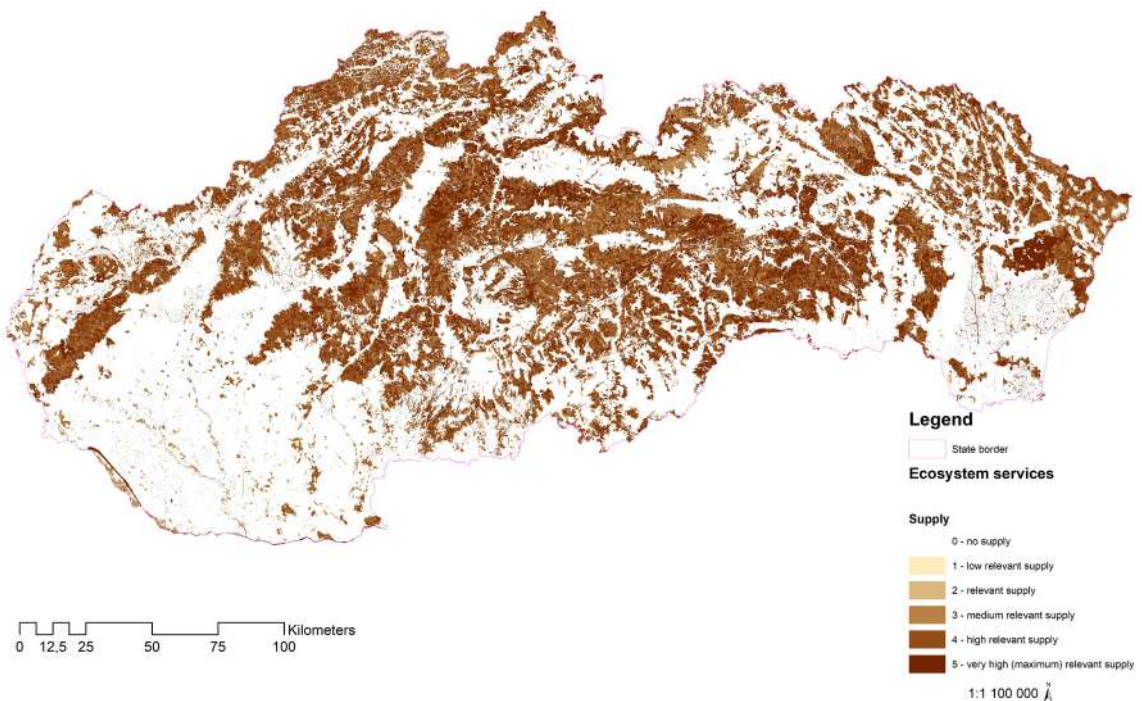 Legend
State border
Ecosystem services
Supply
0 - no supply
1 - low relevant supply
2 - relevant supply
3 - medium relevant supply
4 - high relevant supply
5 - very high (maximum) relevant supply
1:1 100 000
N
Kilometers
0 12,5 25 50 75 100